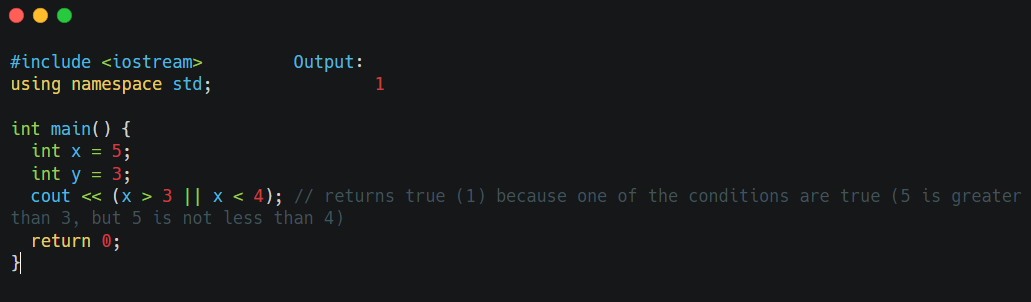 #include <iostream>         Output:
using namespace std;                1

int main() {
  int x = 5;
  int y = 3;
  cout << (x > 3 || x < 4); // returns true (1) because one of the conditions are true (5 is greater
than 3, but 5 is not less than 4)
  return 0;
}